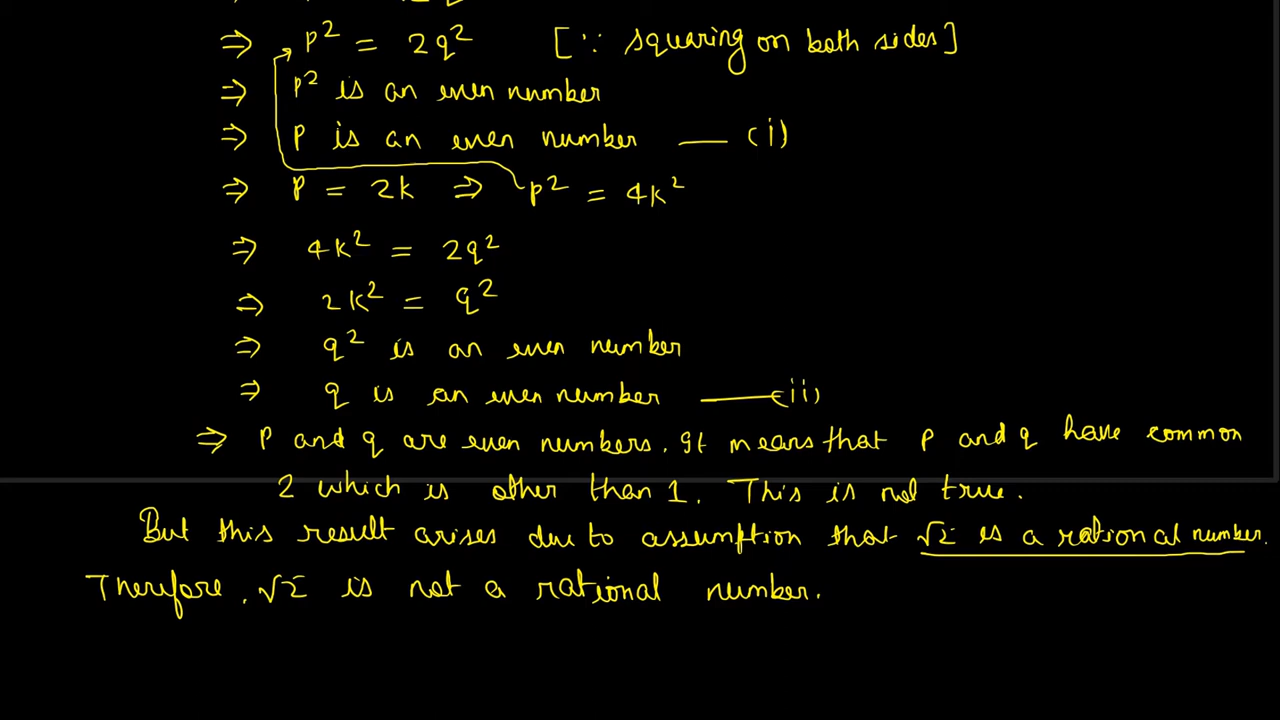 ⇒ p² = 2q² [∵ squaring on both sides]
⇒ p² is an even number
⇒ p is an even number — (i)
⇒ p = 2k ⇒ p² = 4k²
⇒ 4k² = 2q²
⇒ 2k² = q²
⇒ q² is an even number
⇒ q is an even number — (ii)
⇒ p and q are even numbers. It means that p and q have common
2 which is other than 1. This is not true.
But this result arises due to assumption that √2 is a rational number.
Therefore, √2 is not a rational number.